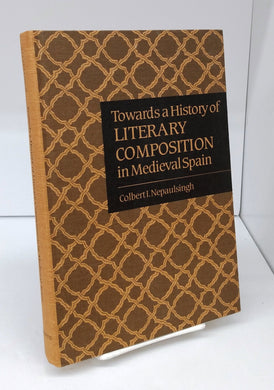 Towards a History of
LITERARY
COMPOSITION
in Medieval Spain
Colbert I. Nepaulsingh